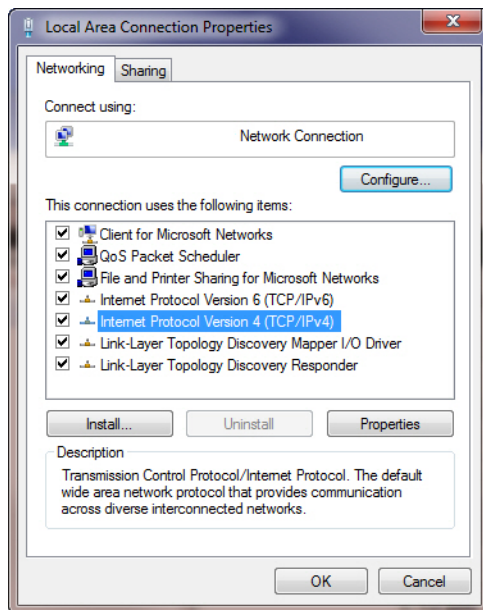 Local Area Connection Properties
Networking
Sharing
Connect using:
Network Connection
Configure...
This connection uses the following items:
Client for Microsoft Networks
QoS Packet Scheduler
File and Printer Sharing for Microsoft Networks
Internet Protocol Version 6 (TCP/IPv6)
Internet Protocol Version 4 (TCP/IPv4)
Link-Layer Topology Discovery Mapper I/O Driver
Link-Layer Topology Discovery Responder
Install...
Uninstall
Properties
Description
Transmission Control Protocol/Internet Protocol. The default
wide area network protocol that provides communication
across diverse interconnected networks.
OK
Cancel